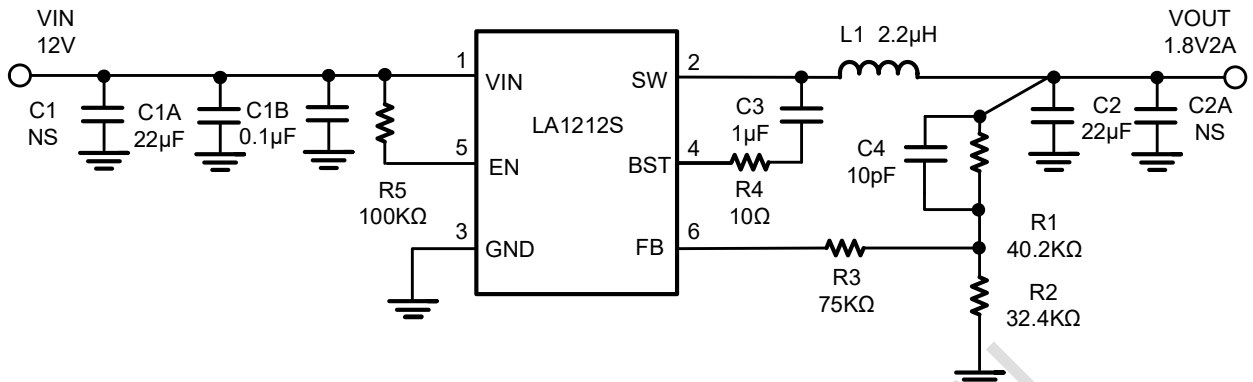 VIN
12V
C1
NS
C1A
22µF
C1B
0.1µF
R5
100KΩ
1
VIN
5
EN
3
GND
LA1212S
SW
2
BST
4
FB
6
L1 2.2µH
C3
1µF
R4
10Ω
C4
10pF
R3
75KΩ
R1
40.2KΩ
R2
32.4KΩ
C2
22µF
C2A
NS
VOUT
1.8V2A